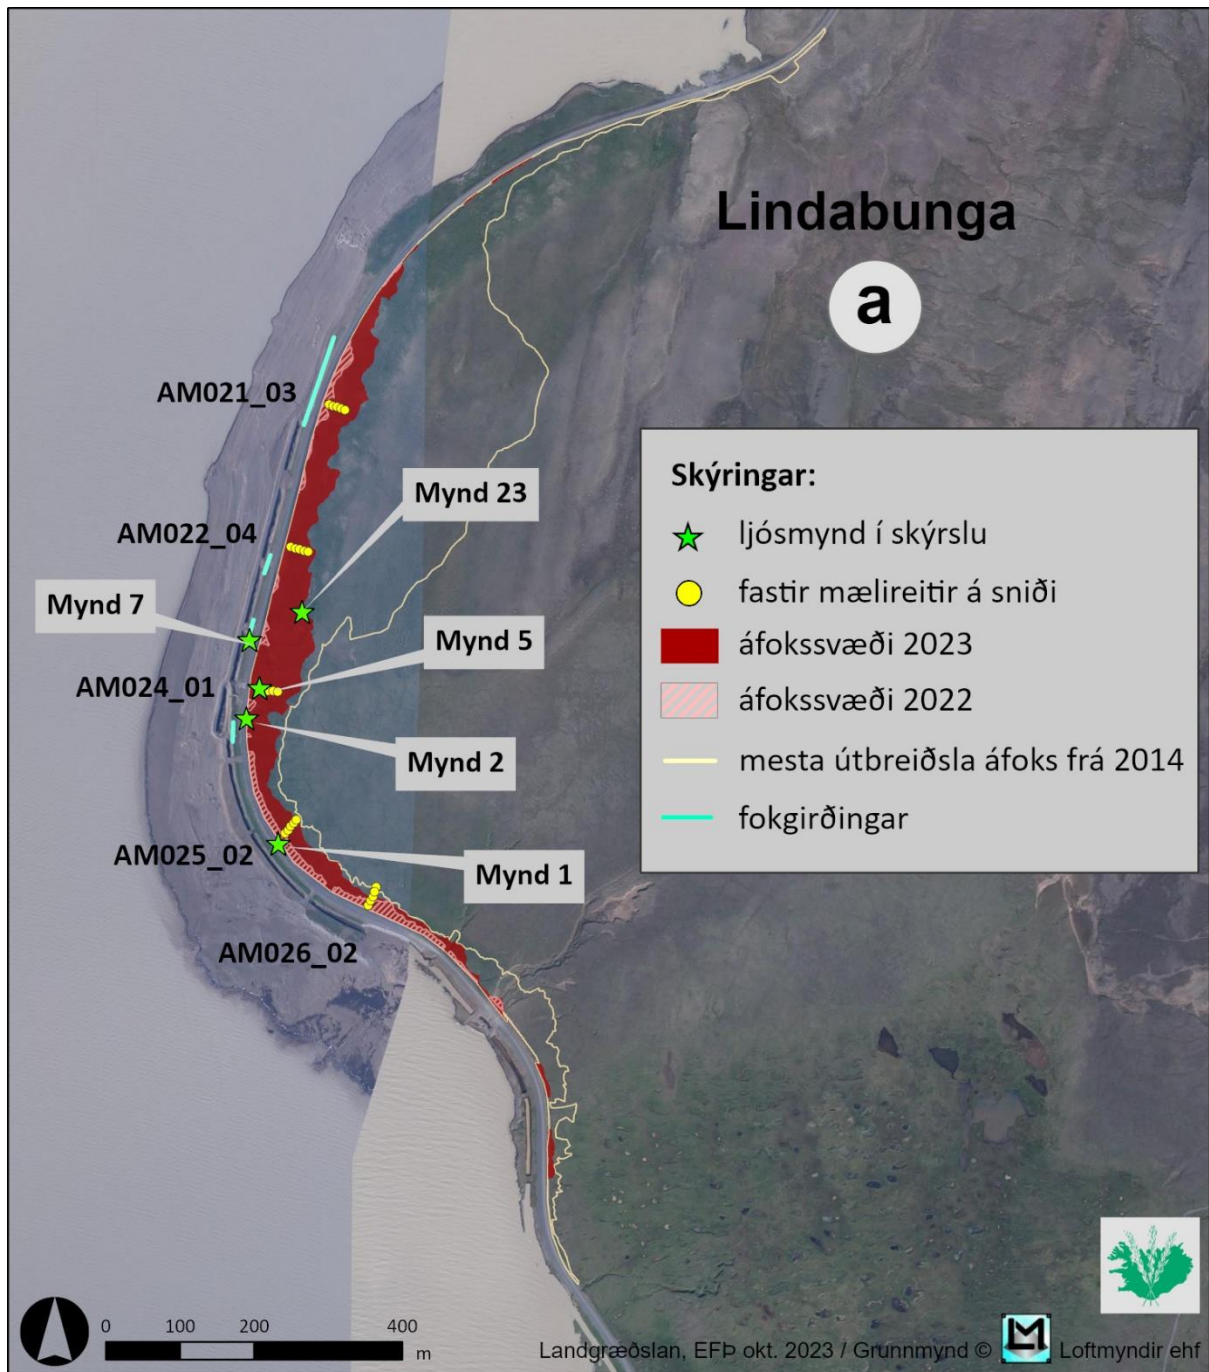 Lindabunga
a
AM021_03
Mynd 23
AM022_04
Mynd 7
Mynd 5
AM024_01
Mynd 2
AM025_02
Mynd 1
AM026_02
Skýringar:
ljósmynd í skýrslu
fastir mælireitir á sniði
áfokssvæði 2023
áfokssvæði 2022
mesta útbreiðsla áfoks frá 2014
fokgirðingar
0 100 200 400
m
Landgræðslan, EFÞ okt. 2023 / Grunnmynd © LM Loftmyndir ehf